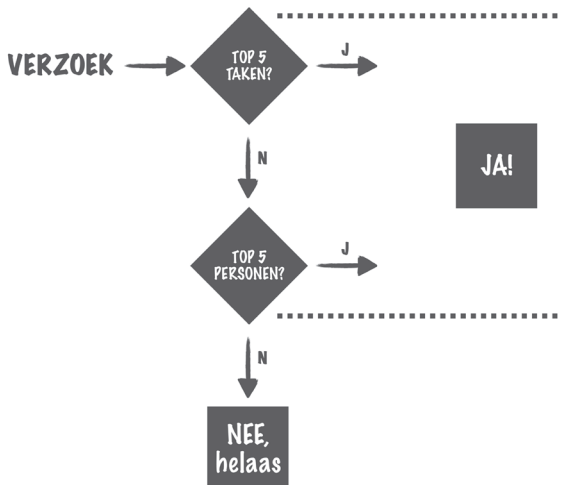 VERZOEK
TOP 5
TAKEN?
J
N
JA!
TOP 5
PERSONEN?
J
N
NEE,
helaas